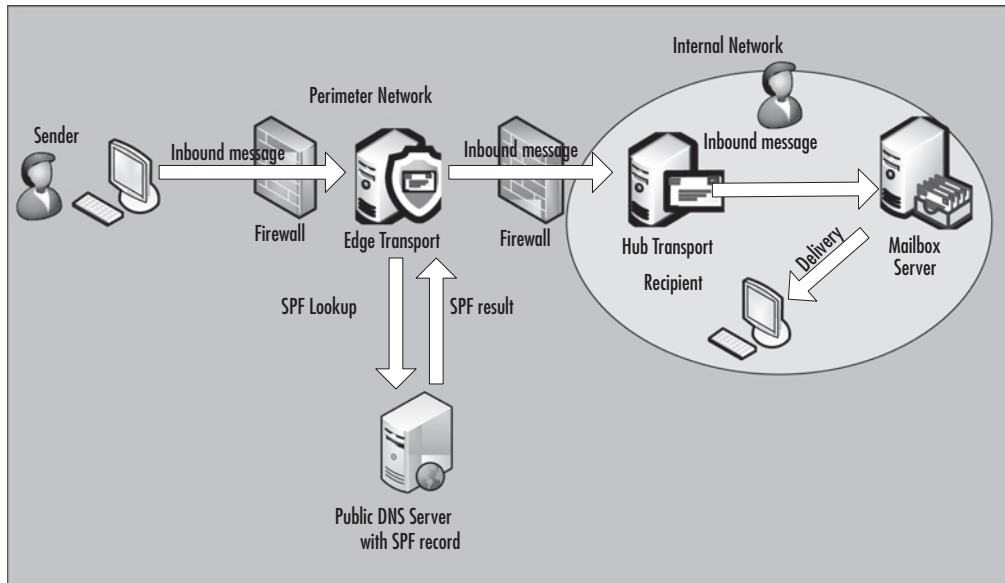 Internal Network
Perimeter Network
Sender
Inbound message
Inbound message
Inbound message
Firewall
Edge Transport
Firewall
Hub Transport
Mailbox
Server
Delivery
Recipient
SPF Lookup
SPF result
Public DNS Server
with SPF record